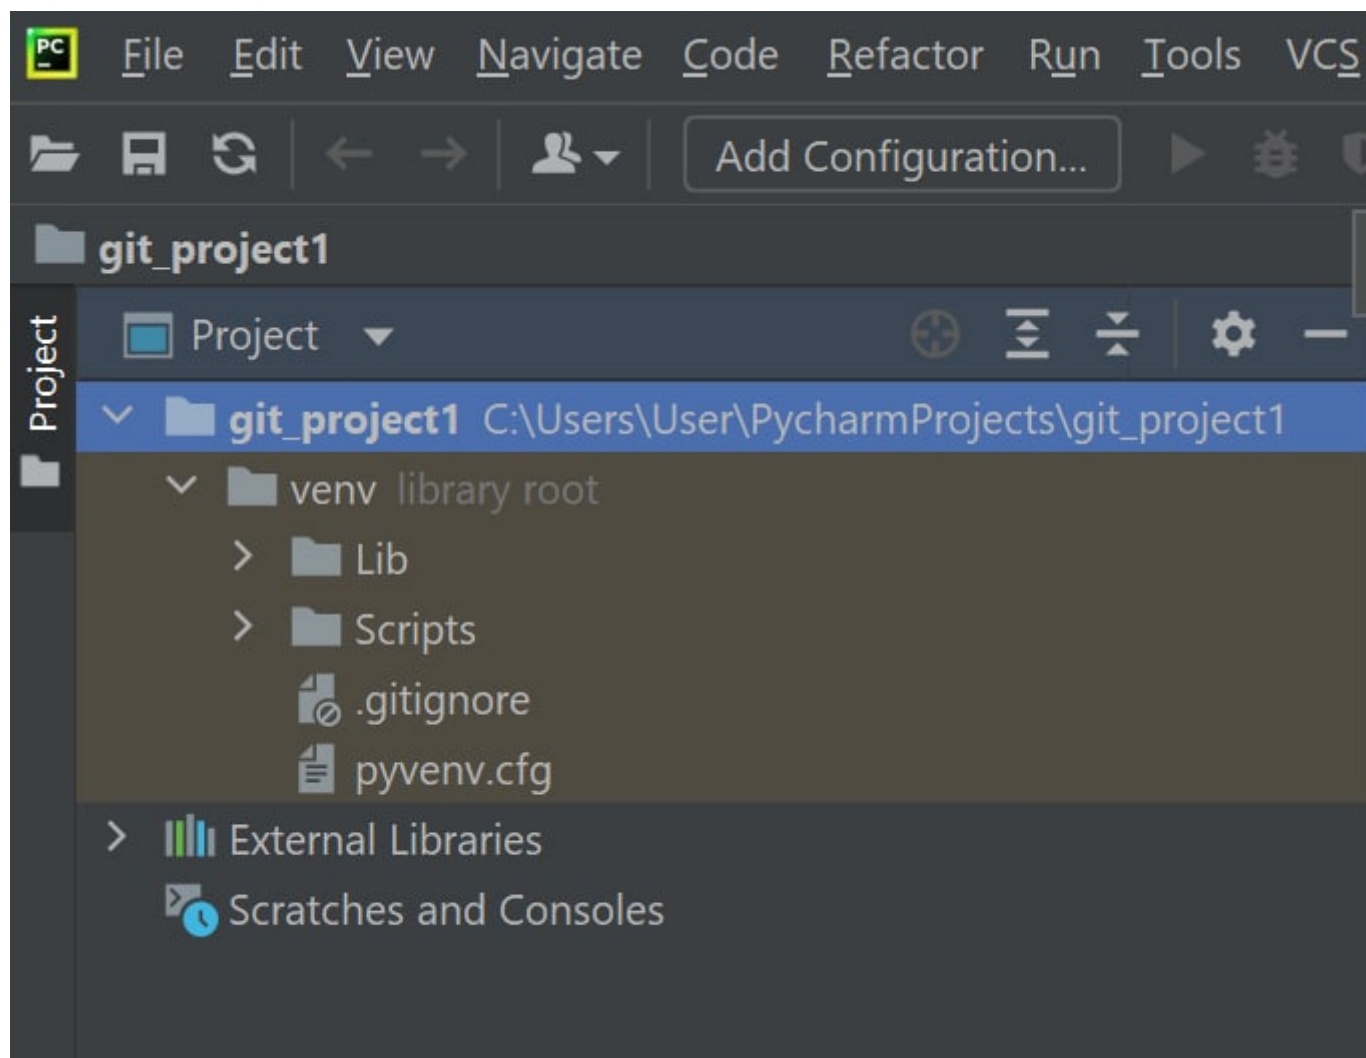 PC File Edit View Navigate Code Refactor Run Tools VCS
Add Configuration...
git_project1
Project
Project
git_project1 C:\Users\User\PycharmProjects\git_project1
venv library root
Lib
Scripts
.gitignore
pyvenv.cfg
External Libraries
Scratches and Consoles